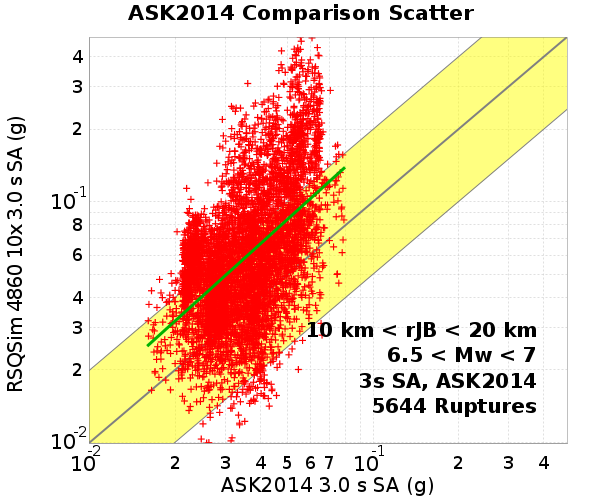 ASK2014 Comparison Scatter
RSQSim 4860 10x 3.0 s SA (g)
4
3
2
10-1
8
6
4
3
2
10-2
10 km < rJB < 20 km
6.5 < Mw < 7
3s SA, ASK2014
5644 Ruptures
10-2 2 3 4 5 6 7 10-1 2 3 4
ASK2014 3.0 s SA (g)